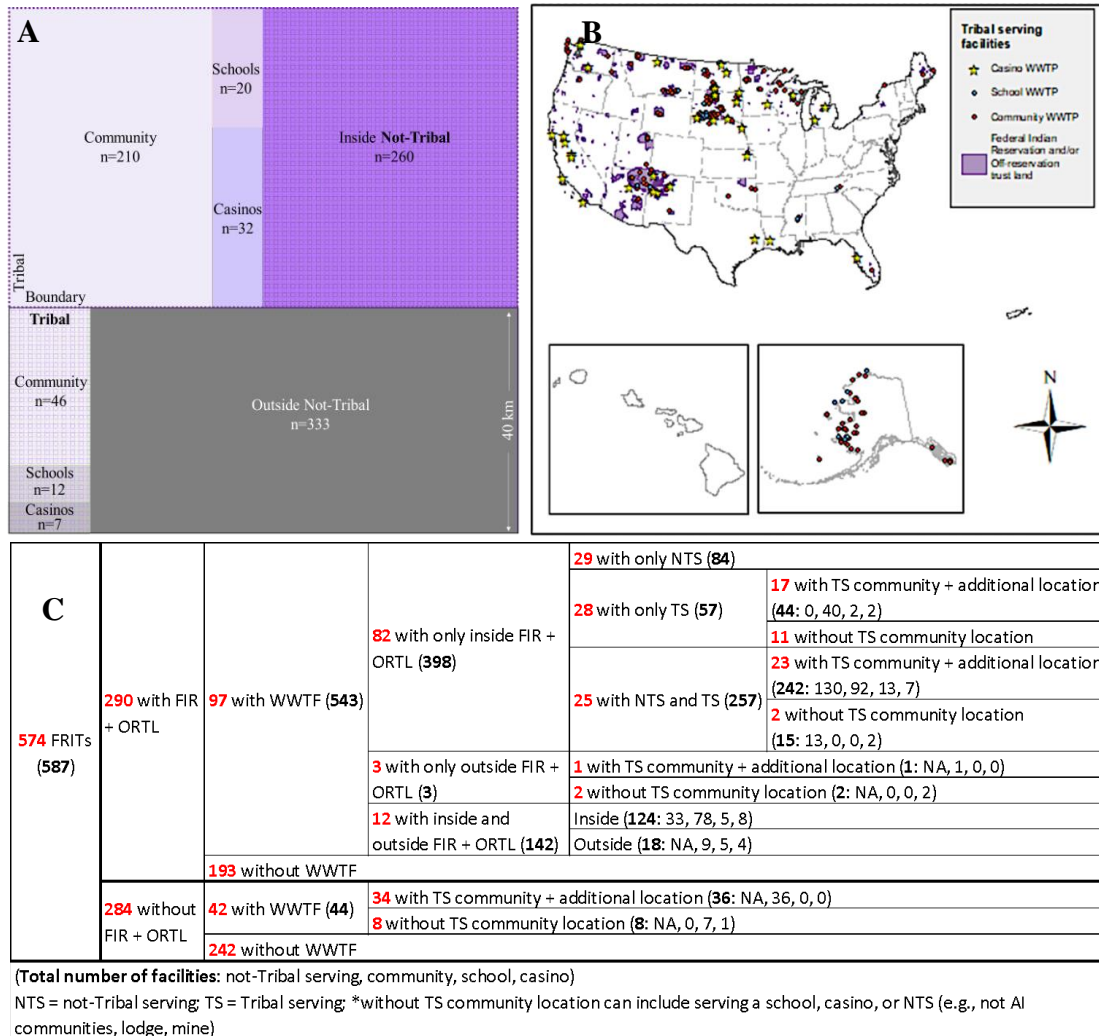 A
Schools
n=20
Community
n=210
Inside Not-Tribal
n=260
Casinos
n=32
Tribal
Boundary
Tribal
Community
n=46
Outside Not-Tribal
n=333
40 km
Schools
n=12
Casinos
n=7
B
Tribal serving
facilities
Casino WWTP
School WWTP
Community WWTP
Federal Indian
Reservation and/or
Off-reservation
trust land
N
C
574 FRITs
(587)
290 with FIR
+ ORTL
97 with WWTF (543)
82 with only inside FIR +
ORTL (398)
29 with only NTS (84)
28 with only TS (57)
17 with TS community + additional location
(44: 0, 40, 2, 2)
11 without TS community location
25 with NTS and TS (257)
23 with TS community + additional location
(242: 130, 92, 13, 7)
2 without TS community location
(15: 13, 0, 0, 2)
3 with only outside FIR +
ORTL (3)
1 with TS community + additional location (1: NA, 1, 0, 0)
2 without TS community location (2: NA, 0, 0, 2)
12 with inside and
outside FIR + ORTL (142)
Inside (124: 33, 78, 5, 8)
Outside (18: NA, 9, 5, 4)
193 without WWTF
284 without
FIR + ORTL
42 with WWTF (44)
34 with TS community + additional location (36: NA, 36, 0, 0)
8 without TS community location (8: NA, 0, 7, 1)
242 without WWTF
(Total number of facilities: not-Tribal serving, community, school, casino)
NTS = not-Tribal serving; TS = Tribal serving; *without TS community location can include serving a school, casino, or NTS (e.g., not AI
communities, lodge, mine)